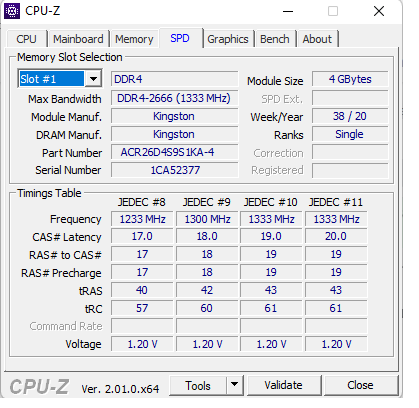 CPU-Z
CPU Mainboard Memory SPD Graphics Bench About
Memory Slot Selection
Slot #1 DDR4 Module Size 4 GBytes
Max Bandwidth DDR4-2666 (1333 MHz) SPD Ext.
Module Manuf. Kingston Week/Year 38 / 20
DRAM Manuf. Kingston Ranks Single
Part Number ACR26D4S9S1KA-4 Correction
Serial Number 1CA52377 Registered
Timings Table
JEDEC #8 JEDEC #9 JEDEC #10 JEDEC #11
Frequency 1233 MHz 1300 MHz 1333 MHz 1333 MHz
CAS# Latency 17.0 18.0 19.0 20.0
RAS# to CAS# 17 18 19 19
RAS# Precharge 17 18 19 19
tRAS 40 42 43 43
tRC 57 60 61 61
Command Rate
Voltage 1.20 V 1.20 V 1.20 V 1.20 V
CPU-Z Ver. 2.01.0.x64 Tools Validate Close